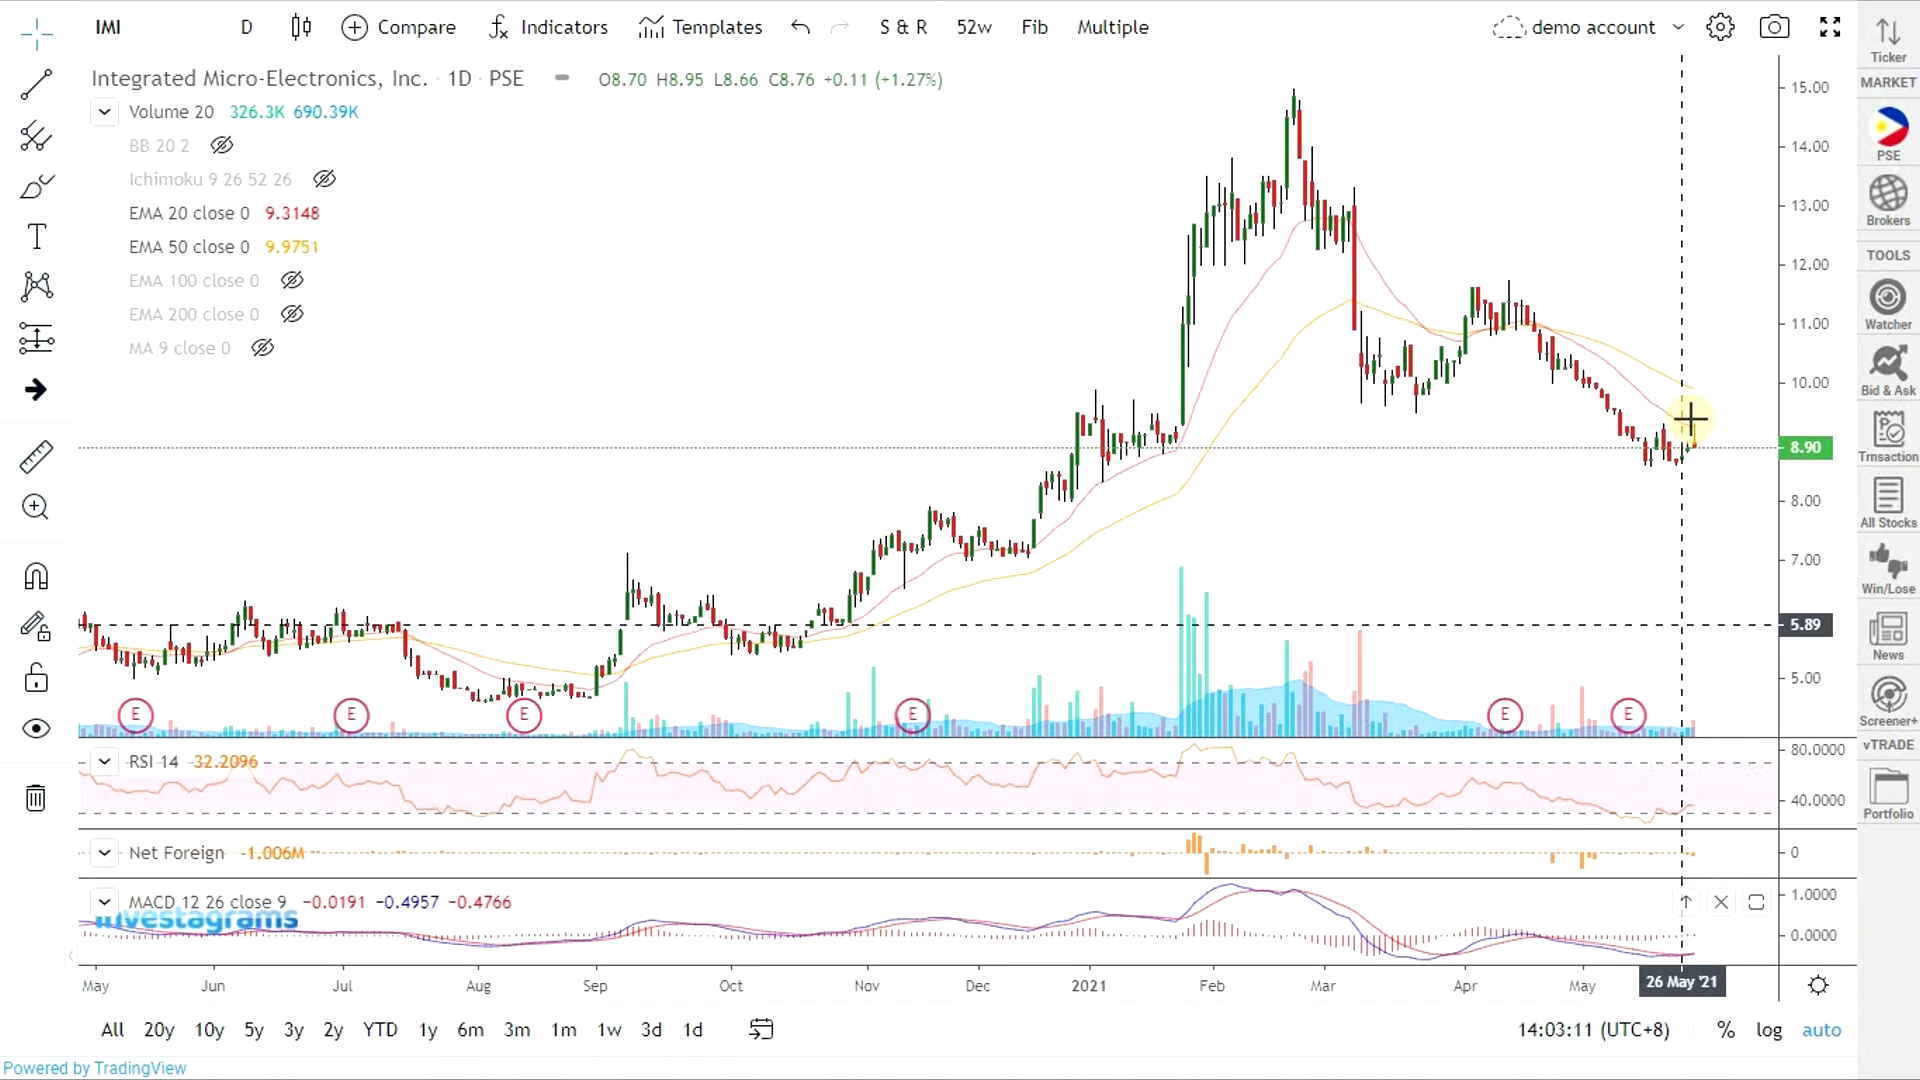 IMI D Compare Indicators Templates S & R 52w Fib Multiple demo account
Integrated Micro-Electronics, Inc. · 1D · PSE O8.70 H8.95 L8.66 C8.76 +0.11 (+1.27%)
Volume 20 326.3K 690.39K
BB 20 2
Ichimoku 9 26 52 26
EMA 20 close 0 9.3148
EMA 50 close 0 9.9751
EMA 100 close 0
EMA 200 close 0
MA 9 close 0
15.00
14.00
13.00
12.00
11.00
10.00
8.90
8.00
7.00
5.89
5.00
E E E E E E
RSI 14 32.2096
80.0000
40.0000
Net Foreign -1.006M
0
MACD 12 26 close 9 −0.0191 −0.4957 −0.4766
investagrams
1.0000
0.0000
May Jun Jul Aug Sep Oct Nov Dec 2021 Feb Mar Apr May 26 May '21
All 20y 10y 5y 3y 2y YTD 1y 6m 3m 1m 1w 3d 1d
14:03:11 (UTC+8) % log auto
Powered by TradingView
Ticker
MARKET
PSE
Brokers
TOOLS
Watcher
Bid & Ask
Trnsaction
All Stocks
Win/Lose
News
Screener+
vTRADE
Portfolio